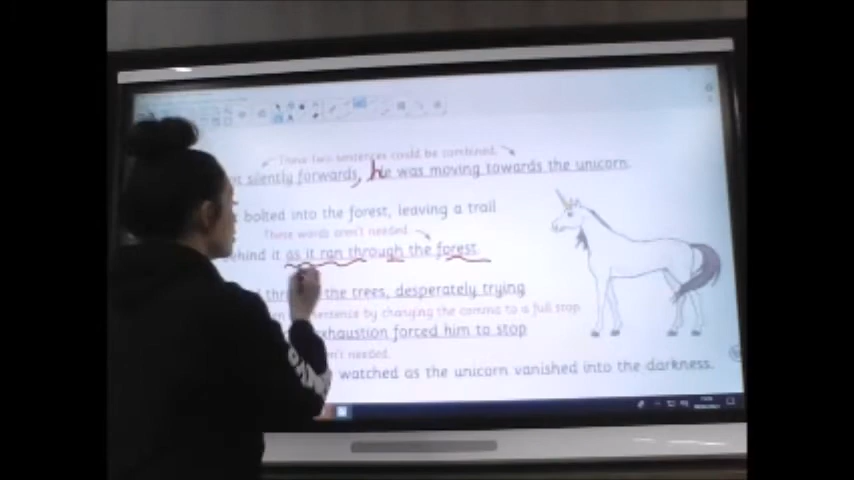 These two sentences could be combined.
silently forwards, he was moving towards the unicorn.
bolted into the forest, leaving a trail
These words aren't needed.
behind it as it ran through the forest.
the trees, desperately trying
sentence by changing the comma to a full stop
exhaustion forced him to stop
aren't needed.
watched as the unicorn vanished into the darkness.